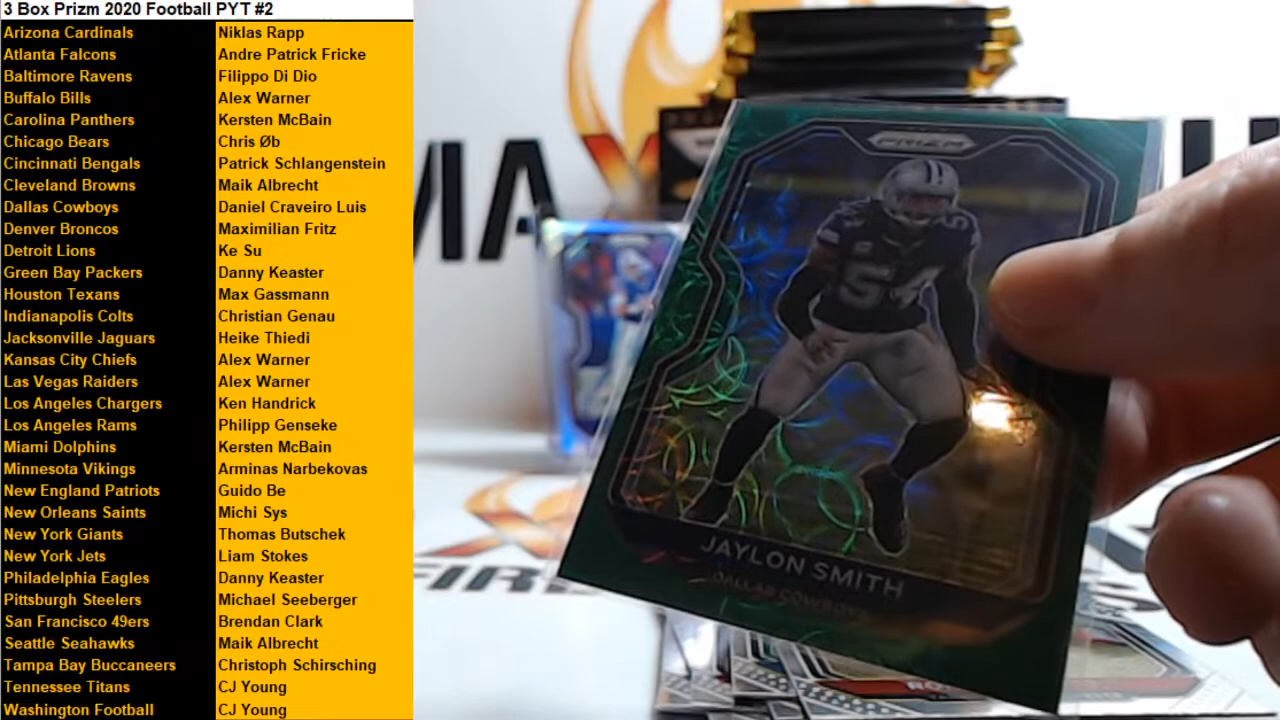 3 Box Prizm 2020 Football PYT #2
Arizona Cardinals Niklas Rapp
Atlanta Falcons Andre Patrick Fricke
Baltimore Ravens Filippo Di Dio
Buffalo Bills Alex Warner
Carolina Panthers Kersten McBain
Chicago Bears Chris Øb
Cincinnati Bengals Patrick Schlangenstein
Cleveland Browns Maik Albrecht
Dallas Cowboys Daniel Craveiro Luis
Denver Broncos Maximilian Fritz
Detroit Lions Ke Su
Green Bay Packers Danny Keaster
Houston Texans Max Gassmann
Indianapolis Colts Christian Genau
Jacksonville Jaguars Heike Thiedi
Kansas City Chiefs Alex Warner
Las Vegas Raiders Alex Warner
Los Angeles Chargers Ken Handrick
Los Angeles Rams Philipp Genseke
Miami Dolphins Kersten McBain
Minnesota Vikings Arminas Narbekovas
New England Patriots Guido Be
New Orleans Saints Michi Sys
New York Giants Thomas Butschek
New York Jets Liam Stokes
Philadelphia Eagles Danny Keaster
Pittsburgh Steelers Michael Seeberger
San Francisco 49ers Brendan Clark
Seattle Seahawks Maik Albrecht
Tampa Bay Buccaneers Christoph Schirsching
Tennessee Titans CJ Young
Washington Football CJ Young
PRIZM
54
JAYLON SMITH
DALLAS COWBOYS